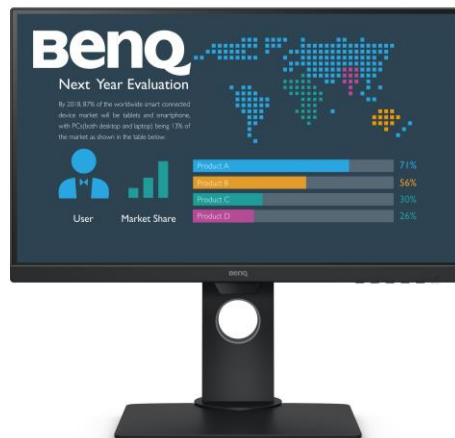 BenQ
Next Year Evaluation
By 2018, 87% of the worldwide smart connected
device market will be tablets and smartphone,
with PCs(both desktop and laptop) being 13% of
the market as shown in the table below:
Product A 71%
Product B 56%
Product C 30%
Product D 26%
User Market Share
BenQ